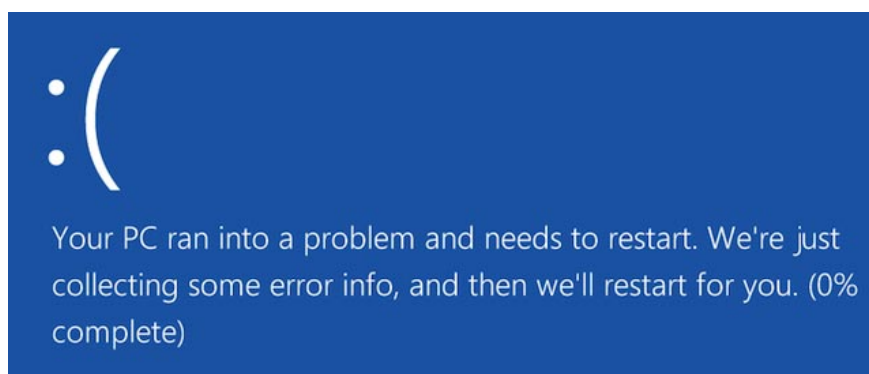 :(
Your PC ran into a problem and needs to restart. We're just
collecting some error info, and then we'll restart for you. (0%
complete)